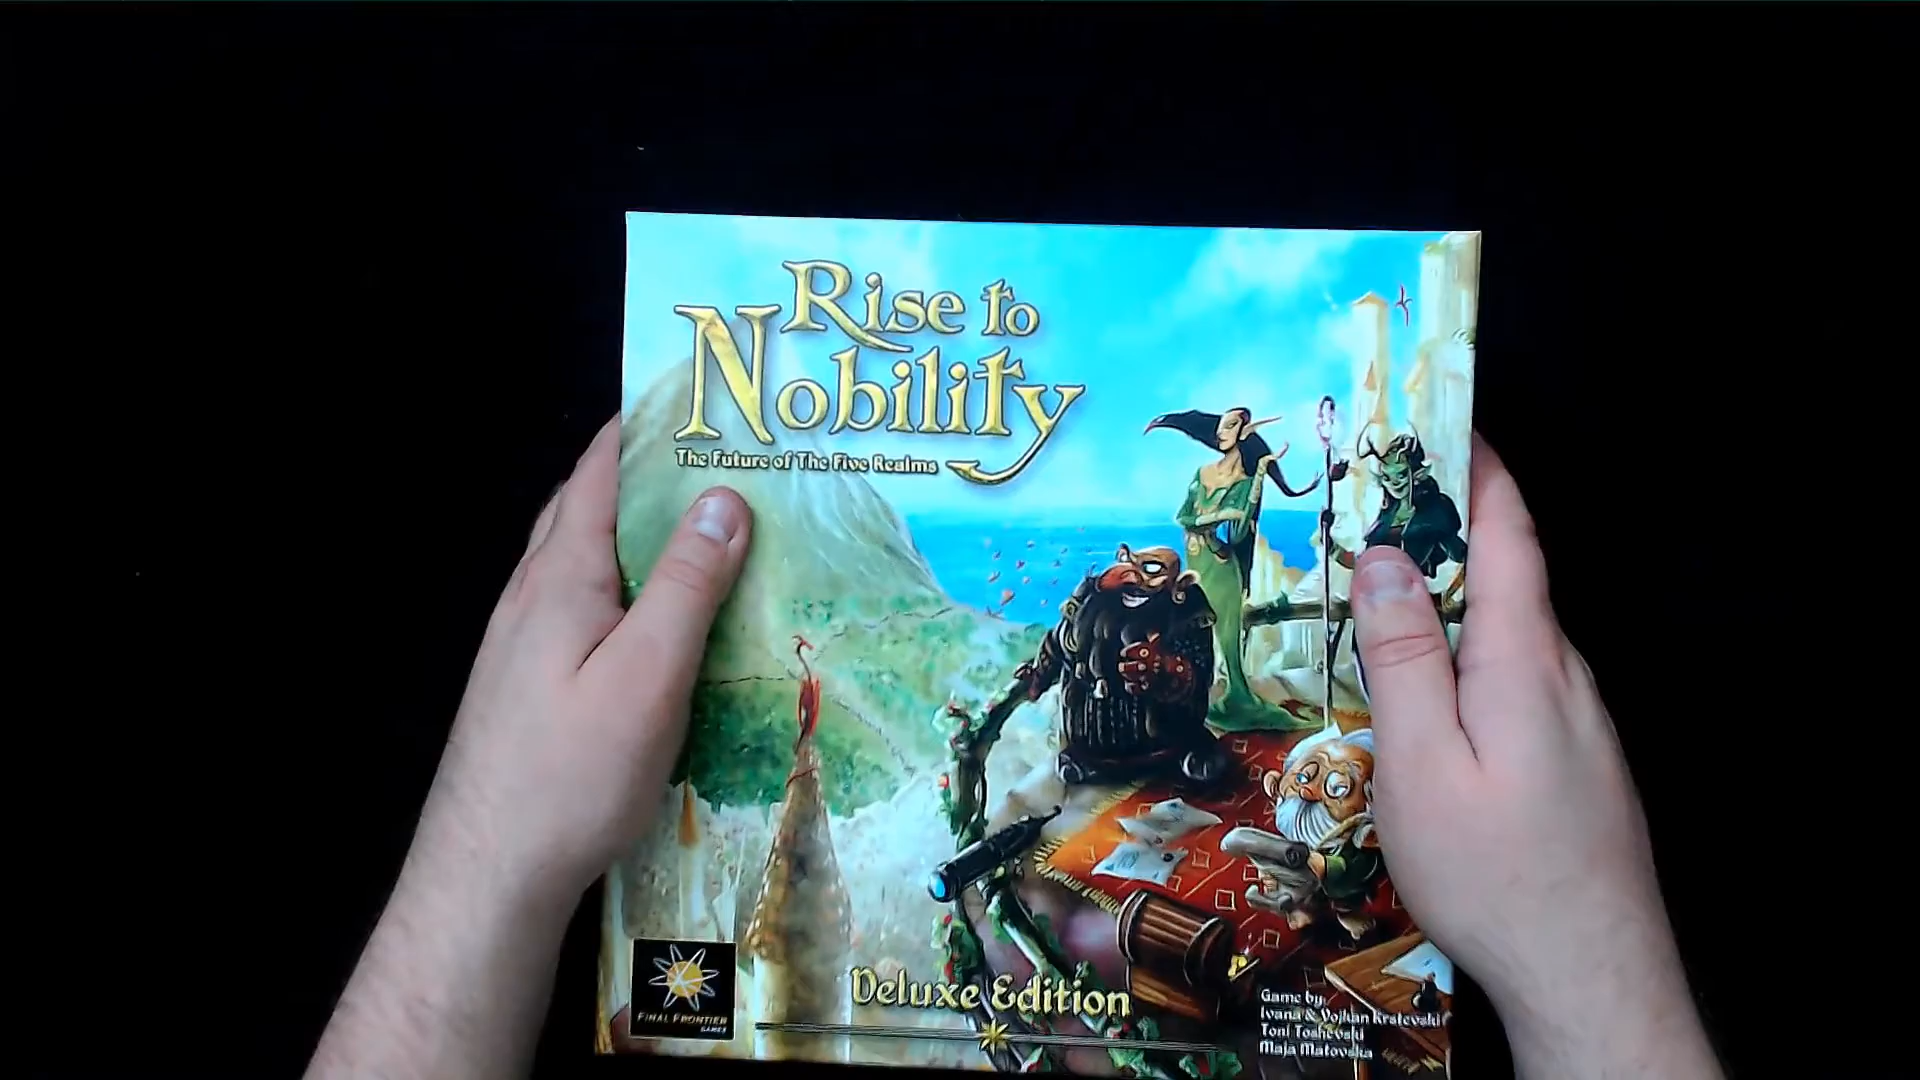 Rise to
Nobility
The Future of The Five Realms
Deluxe Edition
FINAL FRONTIER
GAMES
Game by:
Ivana & Vojkan Krstevski
Toni Toshevski
Maja Matovska